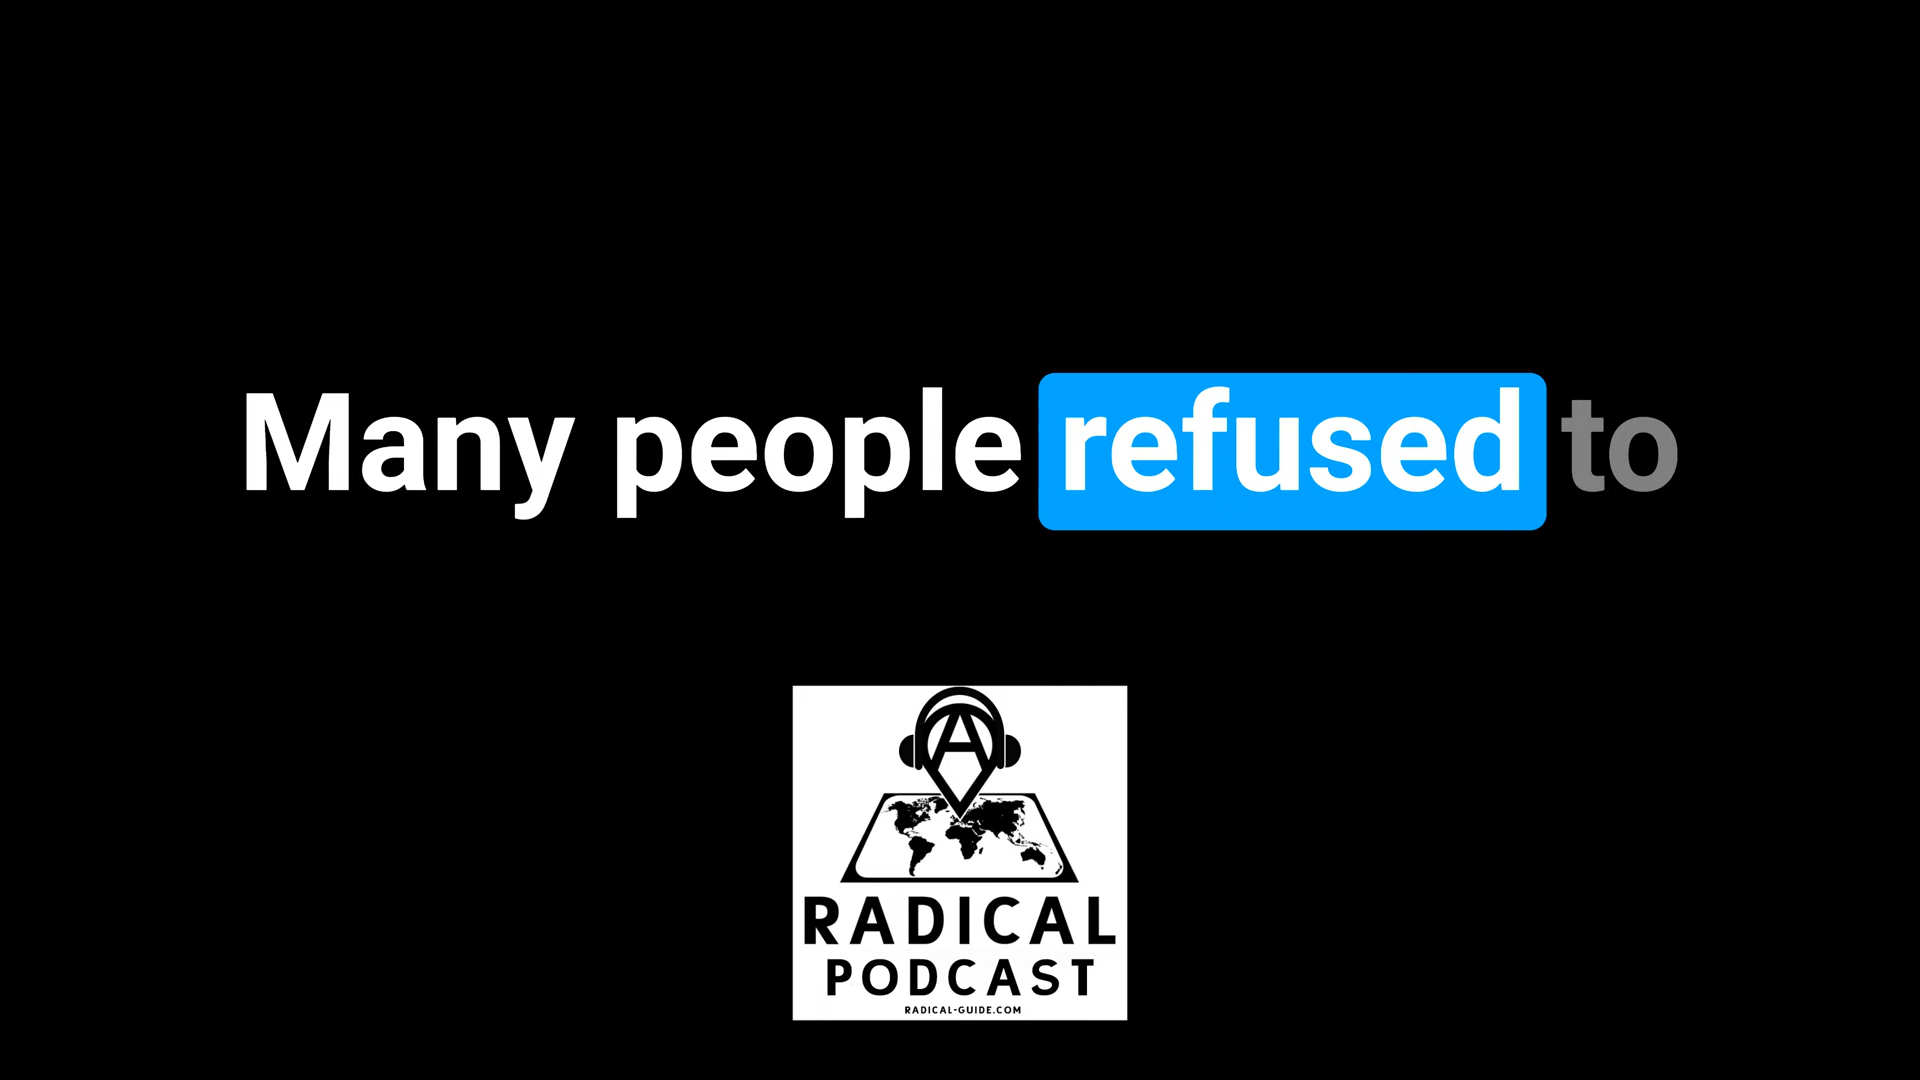 Many people refused to
A
RADICAL
PODCAST
RADICAL-GUIDE.COM